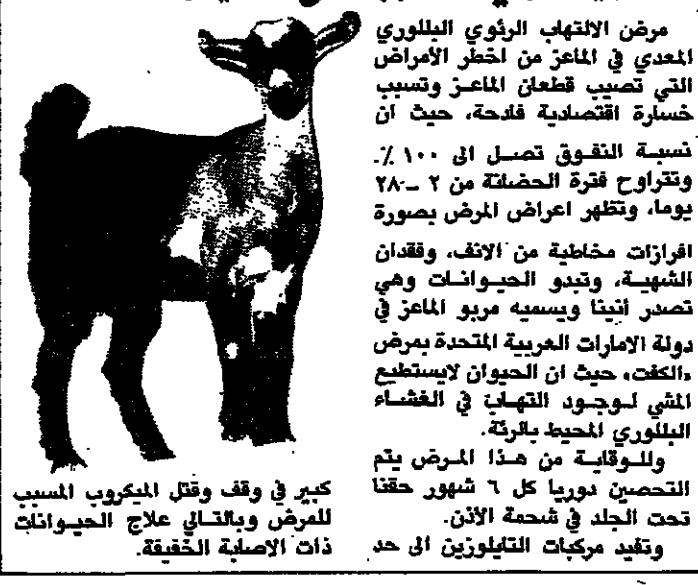 مرض الالتهاب الرئوي البللوري
المعدي في الماعز من اخطر الأمراض
التي تصيب قطعان الماعز وتسبب
خسارة اقتصادية فادحة، حيث ان
نسبة النفوق تصل الى ١٠٠ ٪.
وتتراوح فترة الحضانة من ٢ ــ ٢٨
يوما، وتظهر اعراض المرض بصورة
افرازات مخاطية من الانف، وفقدان
الشهية، وتبدو الحيوانات وهي
تصدر أنينا ويسميه مربو الماعز في
دولة الامارات العربية المتحدة بمرض
«الكفت» حيث ان الحيوان لايستطيع
المشي لوجود التهاب في الغشاء
البللوري المحيط بالرئة.
وللوقاية من هذا المرض يتم
التحصين دوريا كل ٦ شهور حقنا
تحت الجلد في شحمة الأذن.
وتفيد مركبات التايلوزين الى حد
كبير في وقف وقتل الميكروب المسبب
للمرض وبالتالي علاج الحيوانات
ذات الاصابة الخفيفة.